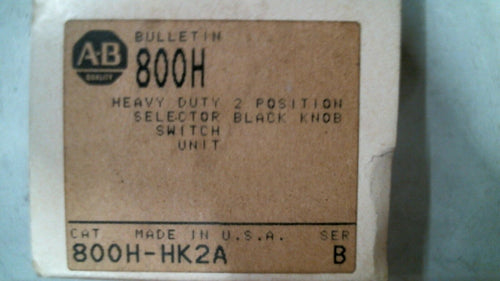 A-B
QUALITY
BULLETIN
800H
HEAVY DUTY 2 POSITION
SELECTOR BLACK KNOB
SWITCH
UNIT
CAT MADE IN U.S.A. SER
800H-HK2A B